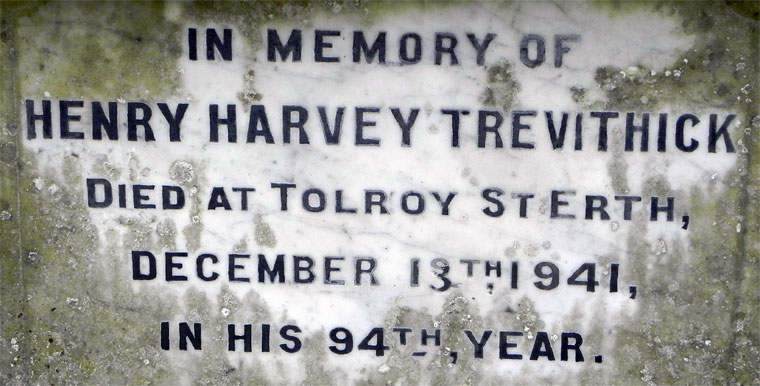 IN MEMORY OF
HENRY HARVEY TREVITHICK
DIED AT TOLROY ST ERTH,
DECEMBER 13TH 1941,
IN HIS 94TH, YEAR.